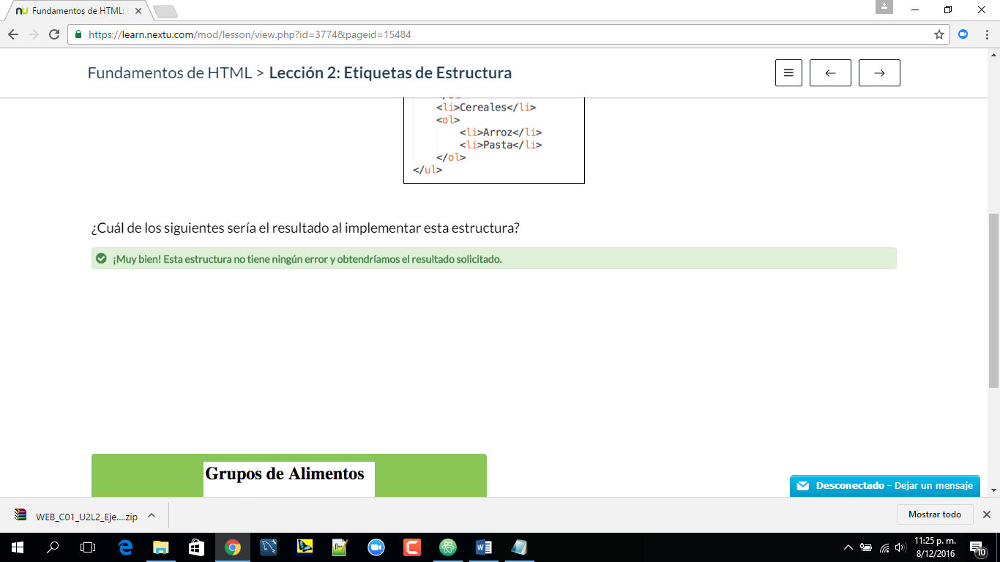 Fundamentos de HTML:
https://learn.nextu.com/mod/lesson/view.php?id=3774&pageid=15484
Fundamentos de HTML > Lección 2: Etiquetas de Estructura
<li>Cereales</li>
<ol>
<li>Arroz</li>
<li>Pasta</li>
</ol>
</ul>
¿Cuál de los siguientes sería el resultado al implementar esta estructura?
¡Muy bien! Esta estructura no tiene ningún error y obtendríamos el resultado solicitado.
Grupos de Alimentos
Desconectado - Dejar un mensaje
WEB_C01_U2L2_Eje....zip
Mostrar todo
11:25 p. m.
8/12/2016
10